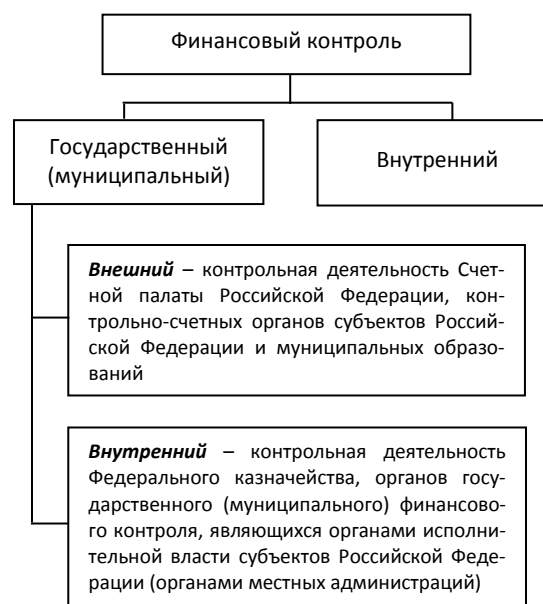 Финансовый контроль
Государственный
(муниципальный)
Внутренний
Внешний – контрольная деятельность Счет-
ной палаты Российской Федерации, кон-
трольно-счетных органов субъектов Россий-
ской Федерации и муниципальных образо-
ваний
Внутренний – контрольная деятельность
Федерального казначейства, органов госу-
дарственного (муниципального) финансово-
го контроля, являющихся органами исполни-
тельной власти субъектов Российской Феде-
рации (органами местных администраций)